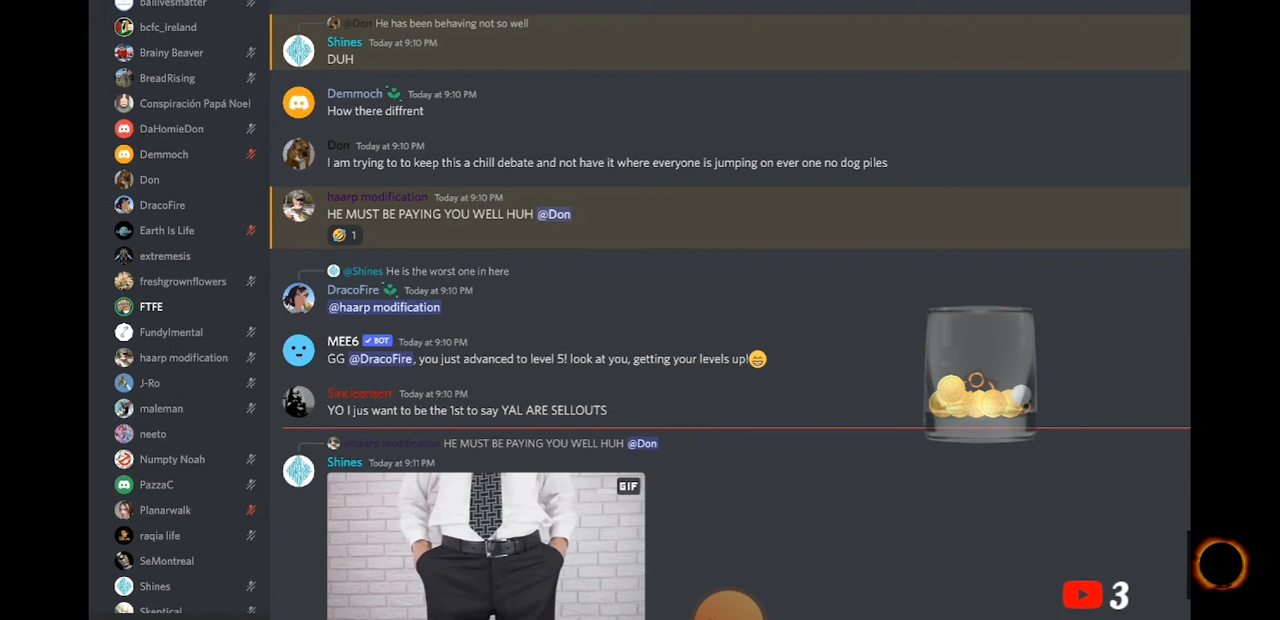 ballivesmatter
bcfc_ireland
Brainy Beaver
BreadRising
Conspiración Papá Noel
DaHomieDon
Demmoch
Don
DracoFire
Earth Is Life
extremesis
freshgrownflowers
FTFE
Fundylmental
haarp modification
J-Ro
maleman
neeto
Numpty Noah
PazzaC
Planarwalk
raqia life
SeMontreal
Shines
Skeptical
@Don He has been behaving not so well
Shines Today at 9:10 PM
DUH
Demmoch Today at 9:10 PM
How there diffrent
Don Today at 9:10 PM
I am trying to to keep this a chill debate and not have it where everyone is jumping on ever one no dog piles
haarp modification Today at 9:10 PM
HE MUST BE PAYING YOU WELL HUH @Don
1
@Shines He is the worst one in here
DracoFire Today at 9:10 PM
@haarp modification
MEE6 ✓ BOT Today at 9:10 PM
GG @DracoFire, you just advanced to level 5! look at you, getting your levels up!😁
Today at 9:10 PM
YO I jus want to be the 1st to say YAL ARE SELLOUTS
@haarp modification HE MUST BE PAYING YOU WELL HUH @Don
Shines Today at 9:11 PM
GIF
3